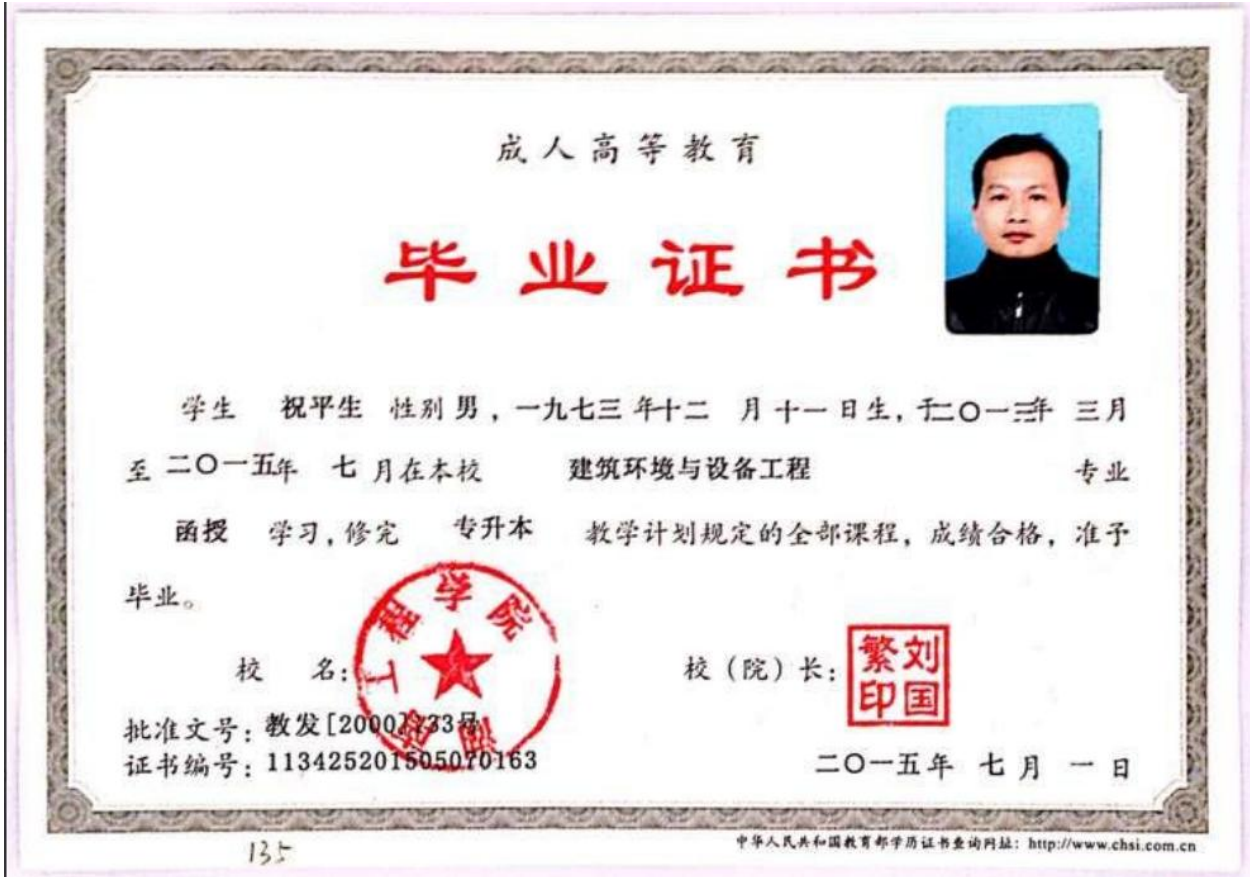 成人高等教育
毕业证书
学生 祝平生 性别 男，一九七三 年十二 月 十一 日生，于二〇一三年 三月
至 二〇一五年 七 月在本校 建筑环境与设备工程 专业
函授 学习，修完 专升本 教学计划规定的全部课程，成绩合格，准予
毕业。
湖南工程学院
校 名：
校（院）长：
刘国繁印
批准文号：教发[2000]233号
证书编号：113425201505070163
二〇一五年 七 月 一 日
中华人民共和国教育部学历证书查询网址：http://www.chsi.com.cn
135